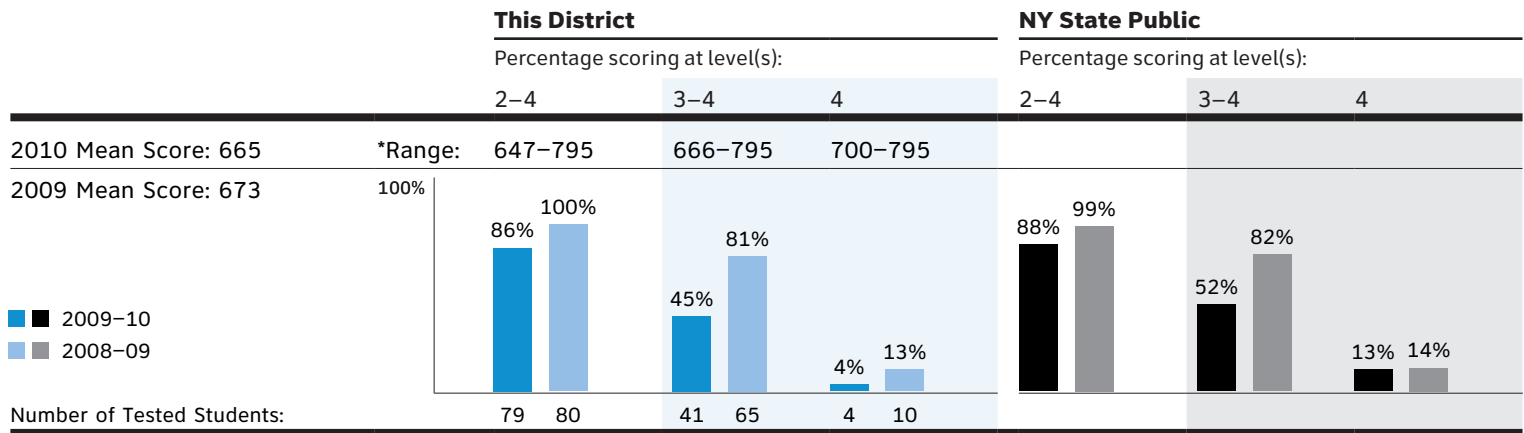 This District NY State Public
Percentage scoring at level(s): Percentage scoring at level(s):
2–4 3–4 4 2–4 3–4 4
2010 Mean Score: 665 *Range: 647–795 666–795 700–795
2009 Mean Score: 673 100%
86% 100% 45% 81% 4% 13% 88% 99% 52% 82% 13% 14%
2009–10
2008–09
Number of Tested Students: 79 80 41 65 4 10